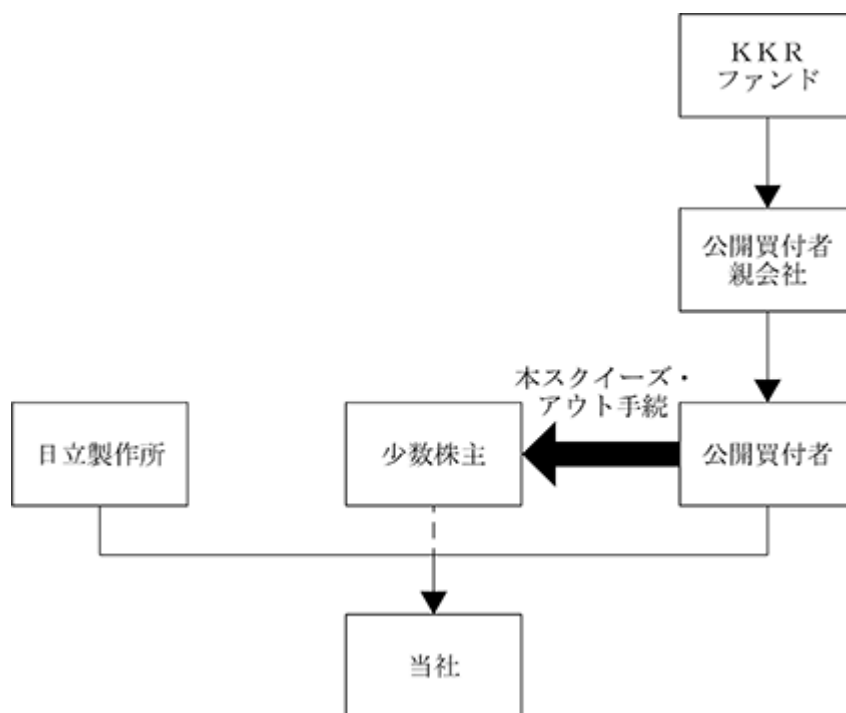 KKR
ファンド
公開買付者
親会社
本スクイーズ・
アウト手続
日立製作所
少数株主
公開買付者
当社